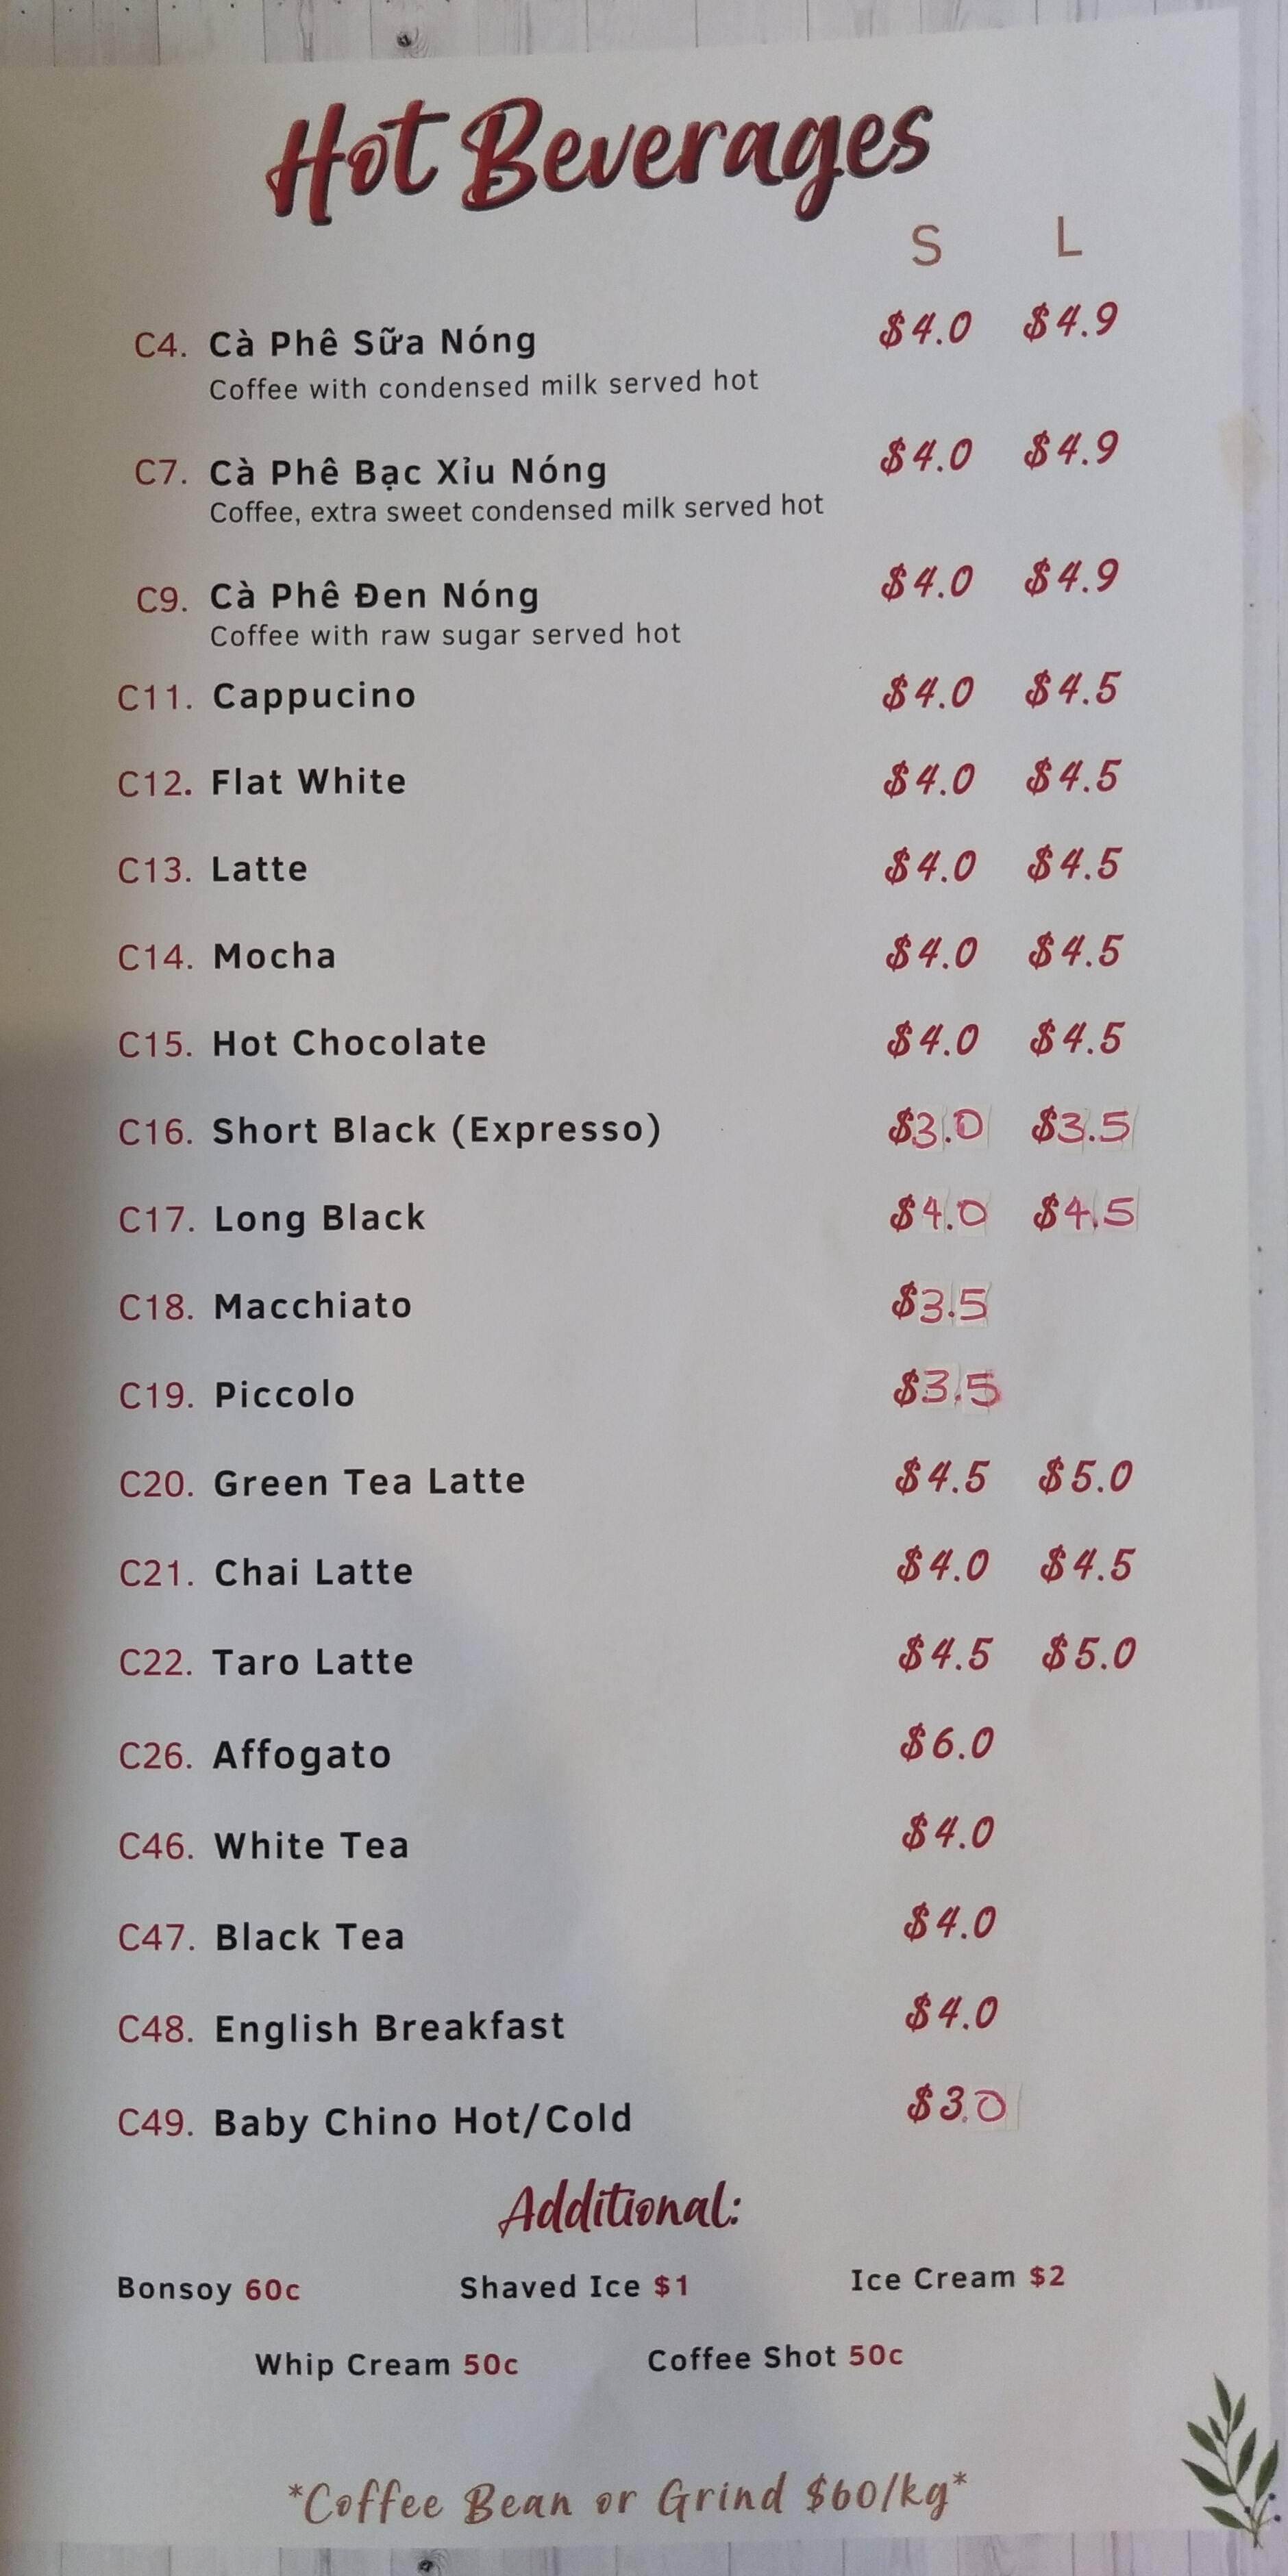 Hot Beverages
S L
C4. Cà Phê Sữa Nóng $4.0 $4.9
Coffee with condensed milk served hot
C7. Cà Phê Bạc Xỉu Nóng $4.0 $4.9
Coffee, extra sweet condensed milk served hot
C9. Cà Phê Đen Nóng $4.0 $4.9
Coffee with raw sugar served hot
C11. Cappucino $4.0 $4.5
C12. Flat White $4.0 $4.5
C13. Latte $4.0 $4.5
C14. Mocha $4.0 $4.5
C15. Hot Chocolate $4.0 $4.5
C16. Short Black (Expresso) $3.0 $3.5
C17. Long Black $4.0 $4.5
C18. Macchiato $3.5
C19. Piccolo $3.5
C20. Green Tea Latte $4.5 $5.0
C21. Chai Latte $4.0 $4.5
C22. Taro Latte $4.5 $5.0
C26. Affogato $6.0
C46. White Tea $4.0
C47. Black Tea $4.0
C48. English Breakfast $4.0
C49. Baby Chino Hot/Cold $3.0
Additional:
Bonsoy 60c Shaved Ice $1 Ice Cream $2
Whip Cream 50c Coffee Shot 50c
*Coffee Bean or Grind $60/kg*